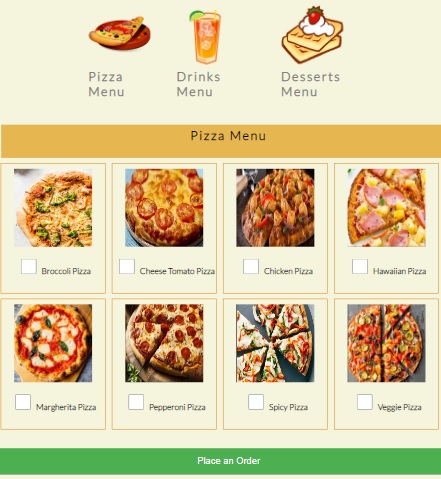 Pizza Menu
Drinks Menu
Desserts Menu
Pizza Menu
Broccoli Pizza
Cheese Tomato Pizza
Chicken Pizza
Hawaiian Pizza
Margherita Pizza
Pepperoni Pizza
Spicy Pizza
Veggie Pizza
Place an Order